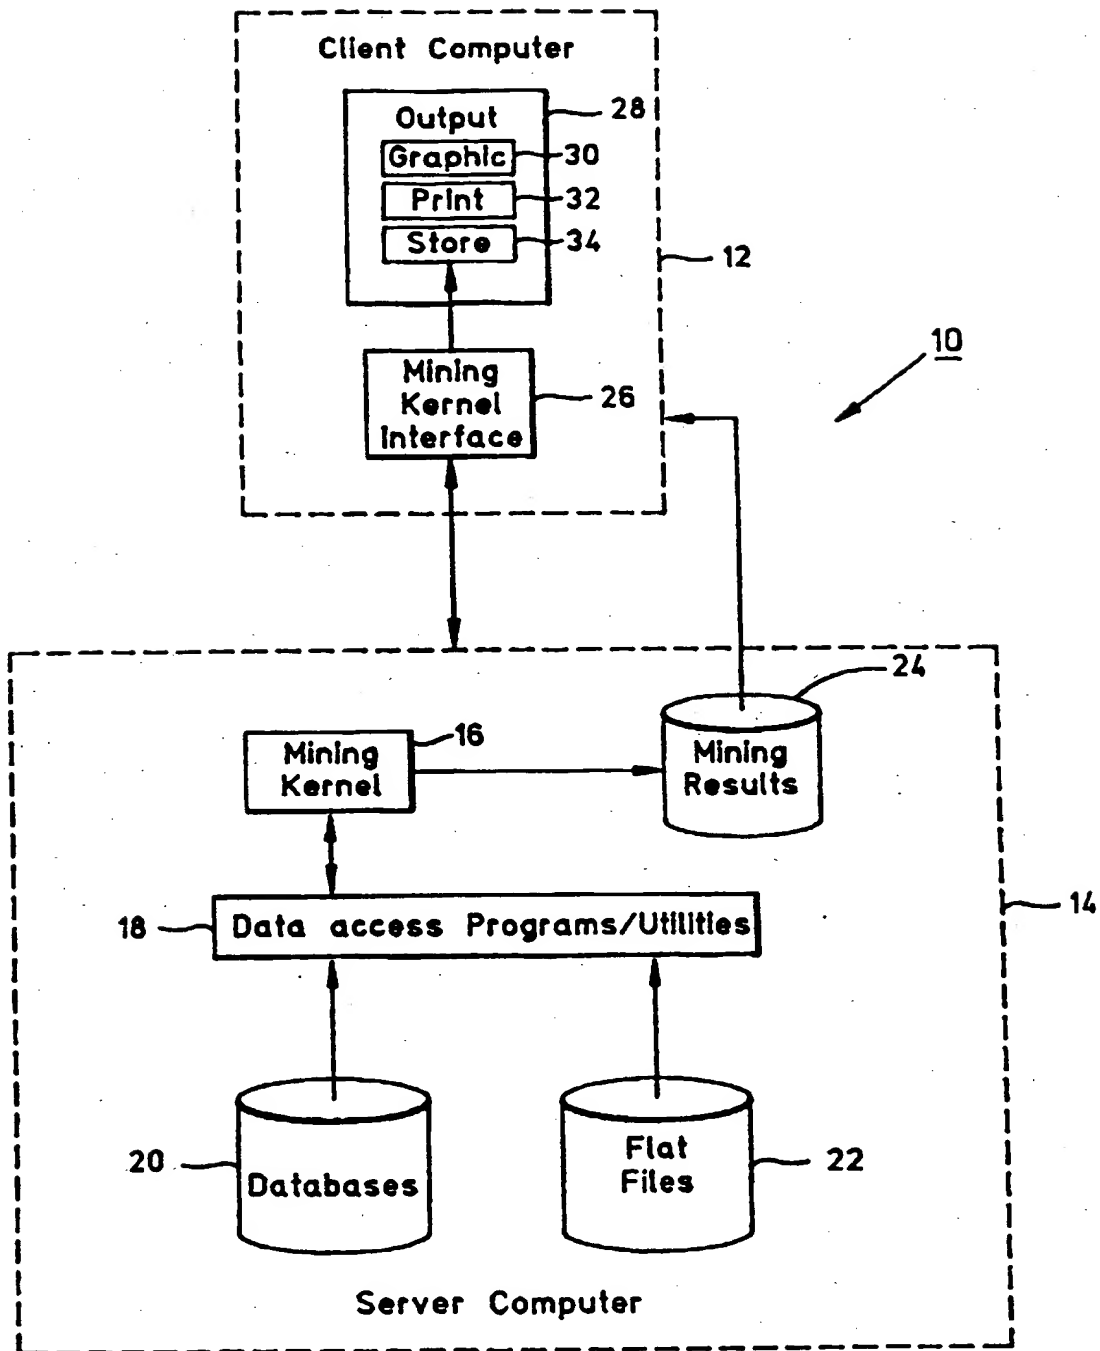 Client Computer
Output
28
Graphic
30
Print
32
Store
34
12
10
Mining
Kernel
Interface
26
24
Mining
Kernel
16
Mining
Results
18
Data access Programs/Utilities
14
20
Databases
Flat
Files
22
Server Computer